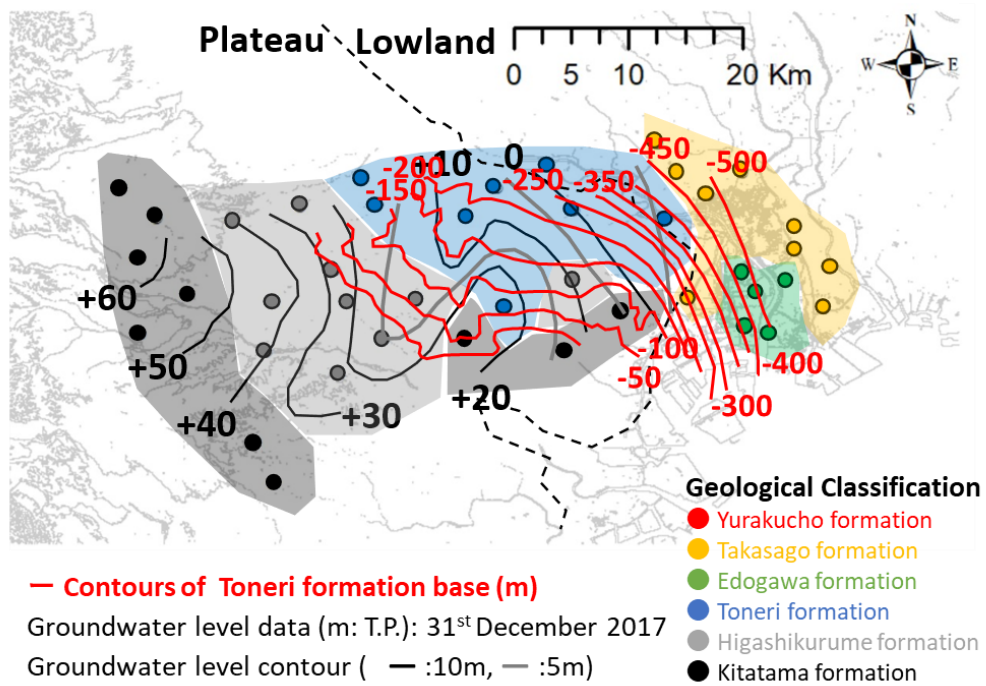 Plateau Lowland
0 5 10 20 Km
N
W E
S
-450
-500
-200
+10 0
-150
-250 -350
+60
+50
+40
+30
+20
-100
-50
-400
-300
Geological Classification
Yurakucho formation
Takasago formation
Edogawa formation
Toneri formation
Higashikurume formation
Kitatama formation
Contours of Toneri formation base (m)
Groundwater level data (m: T.P.): 31st December 2017
Groundwater level contour ( :10m, :5m)